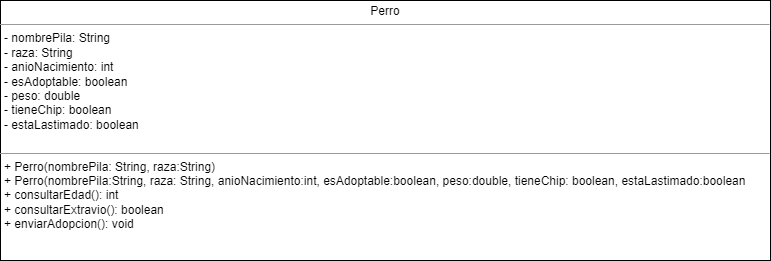 Perro
- nombrePila: String
- raza: String
- anioNacimiento: int
- esAdoptable: boolean
- peso: double
- tieneChip: boolean
- estaLastimado: boolean
+ Perro(nombrePila: String, raza:String)
+ Perro(nombrePila:String, raza: String, anioNacimiento:int, esAdoptable:boolean, peso:double, tieneChip: boolean, estaLastimado:boolean
+ consultarEdad(): int
+ consultarExtravio(): boolean
+ enviarAdopcion(): void